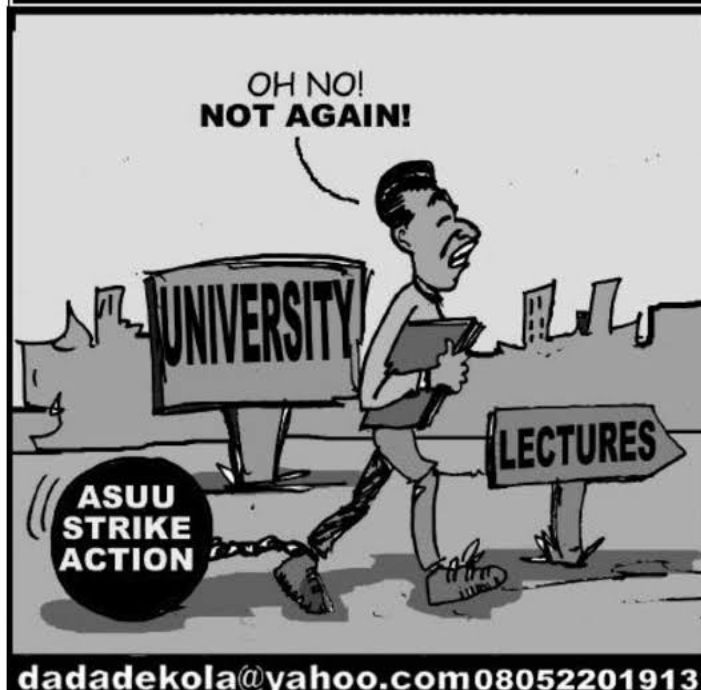 OH NO!
NOT AGAIN!
UNIVERSITY
LECTURES
ASUU
STRIKE
ACTION
dadadekola@yahoo.com08052201913